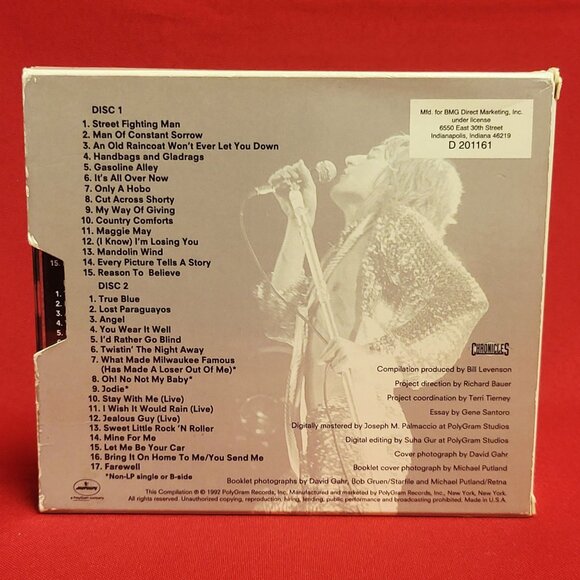 DISC 1
1. Street Fighting Man
2. Man Of Constant Sorrow
3. An Old Raincoat Won't Ever Let You Down
4. Handbags and Gladrags
5. Gasoline Alley
6. It's All Over Now
7. Only A Hobo
8. Cut Across Shorty
9. My Way Of Giving
10. Country Comforts
11. Maggie May
12. (I Know) I'm Losing You
13. Mandolin Wind
14. Every Picture Tells A Story
15. Reason To Believe
DISC 2
1. True Blue
2. Lost Paraguayos
3. Angel
4. You Wear It Well
5. I'd Rather Go Blind
6. Twistin' The Night Away
7. What Made Milwaukee Famous
(Has Made A Loser Out Of Me)*
8. Oh! No Not My Baby*
9. Jodie*
10. Stay With Me (Live)
11. I Wish It Would Rain (Live)
12. Jealous Guy (Live)
13. Sweet Little Rock 'N Roller
14. Mine For Me
15. Let Me Be Your Car
16. Bring It On Home To Me/You Send Me
17. Farewell
*Non-LP single or B-side
15.
1.
2.
3.
4.
5.
Mfd. for BMG Direct Marketing, Inc.
under license
6550 East 30th Street
Indianapolis, Indiana 46219
D 201161
CHRONICLES
Compilation produced by Bill Levenson
Project direction by Richard Bauer
Project coordination by Terri Tierney
Essay by Gene Santoro
Digitally mastered by Joseph M. Palmaccio at PolyGram Studios
Digital editing by Suha Gur at PolyGram Studios
Cover photograph by David Gahr
Booklet cover photograph by Michael Putland
Booklet photographs by David Gahr, Bob Gruen/Starfile and Michael Putland/Retna
mercury
a PolyGram company
This Compilation ℗ © 1992 PolyGram Records, Inc. Manufactured and marketed by PolyGram Records, Inc., New York, New York.
All rights reserved. Unauthorized copying, reproduction, hiring, lending, public performance and broadcasting prohibited. Made in U.S.A.